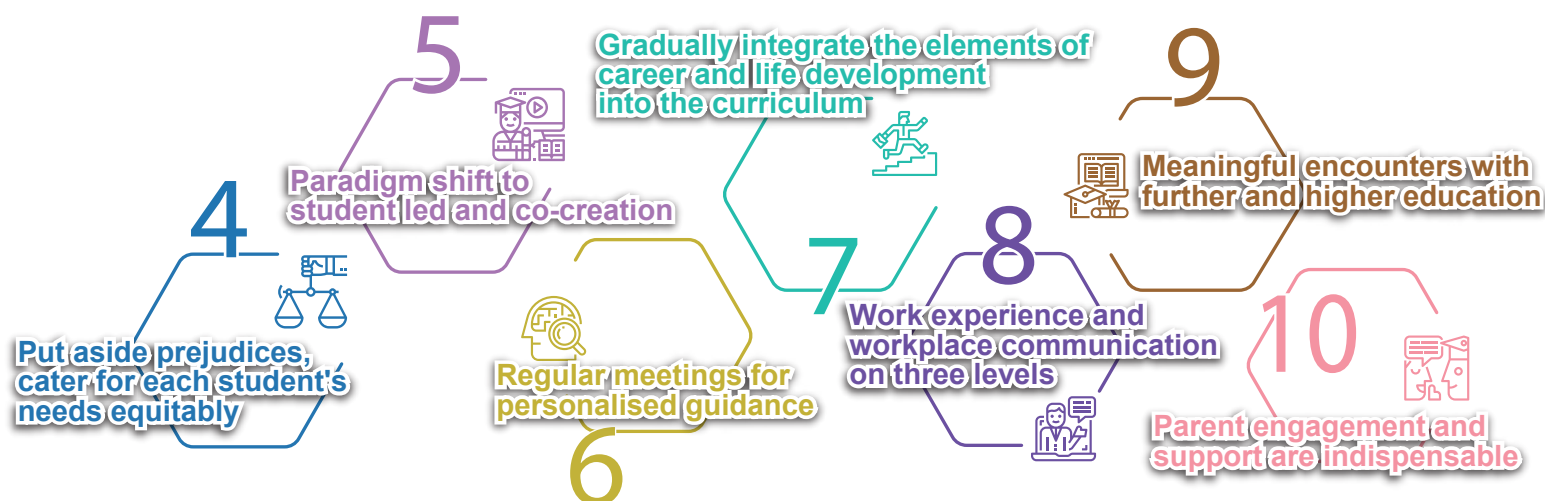 4
Put aside prejudices,
cater for each student's
needs equitably
5
Paradigm shift to
student led and co-creation
6
Regular meetings for
personalised guidance
7
Gradually integrate the elements of
career and life development
into the curriculum
8
Work experience and
workplace communication
on three levels
9
Meaningful encounters with
further and higher education
10
Parent engagement and
support are indispensable